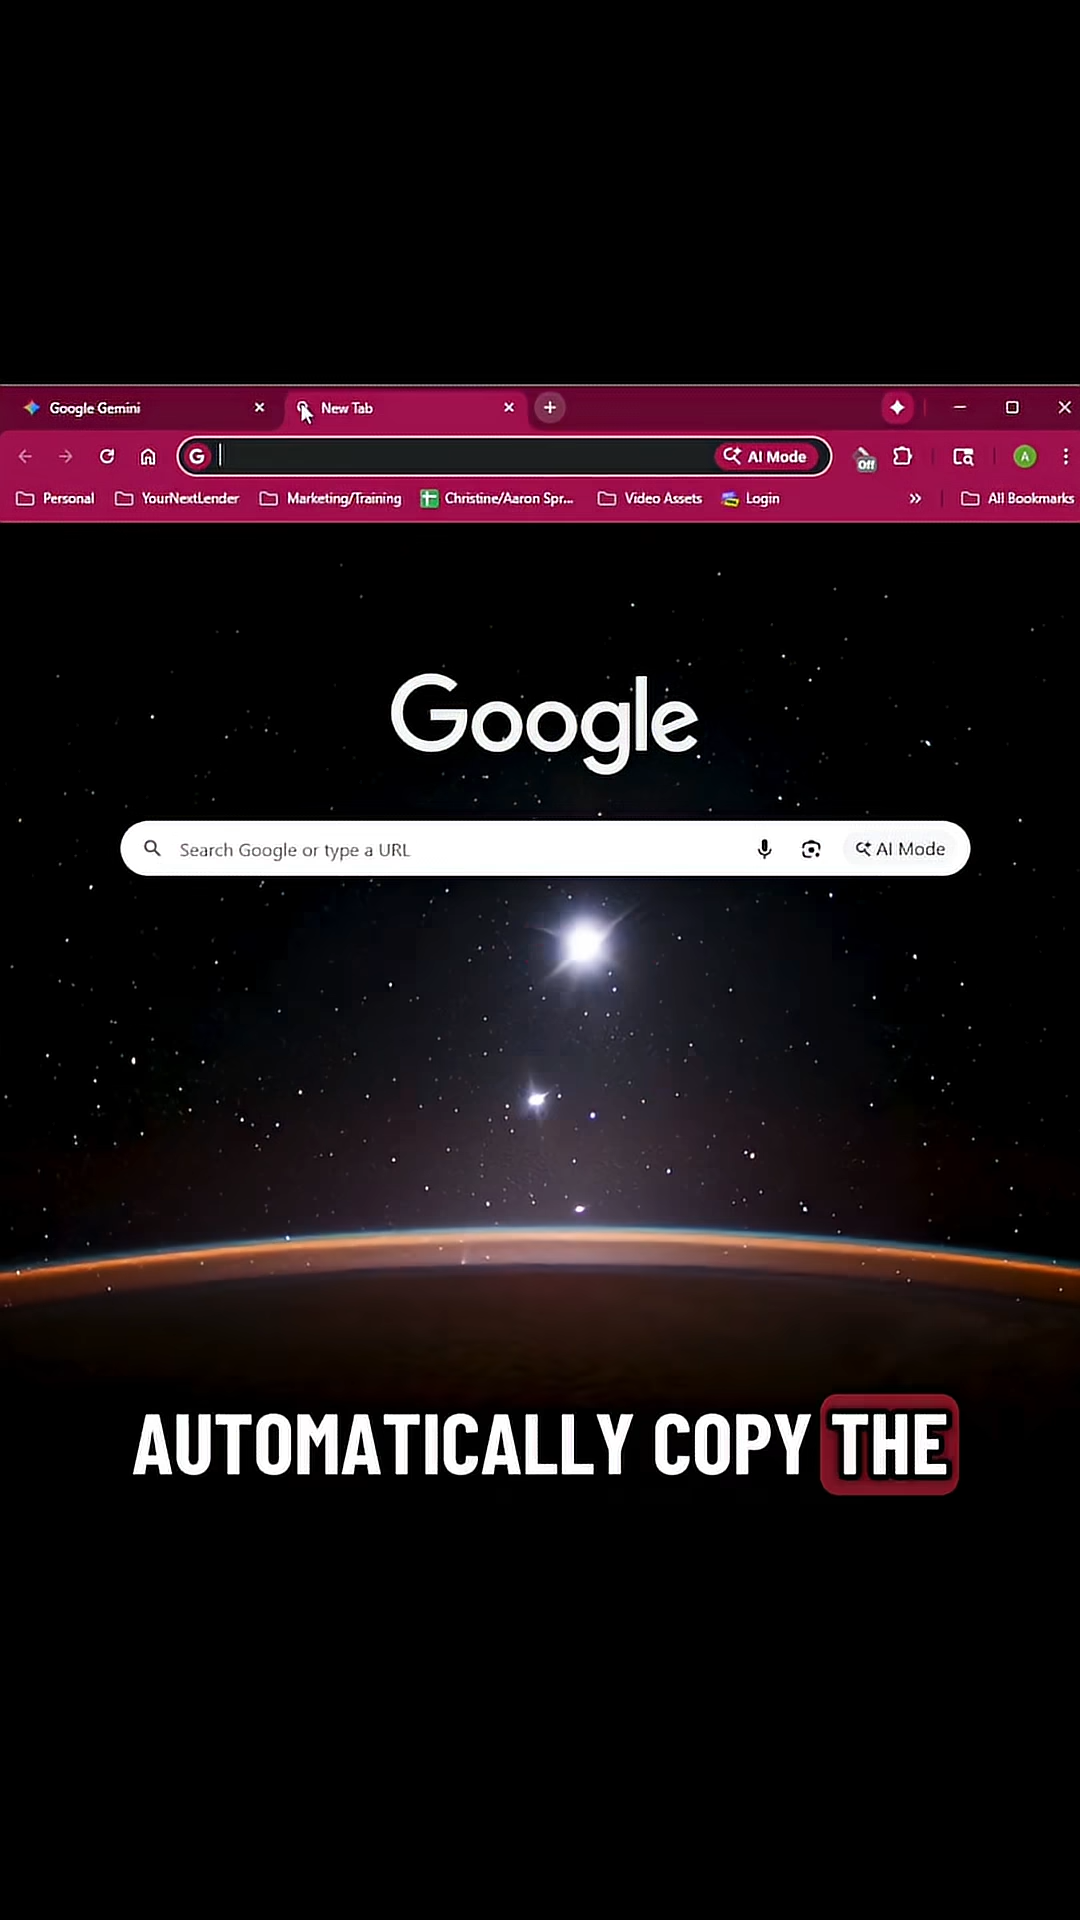 Google Gemini
New Tab
G
AI Mode
Off
A
Personal
YourNextLender
Marketing/Training
Christine/Aaron Spr...
Video Assets
Login
All Bookmarks
Google
Search Google or type a URL
AI Mode
AUTOMATICALLY COPY THE